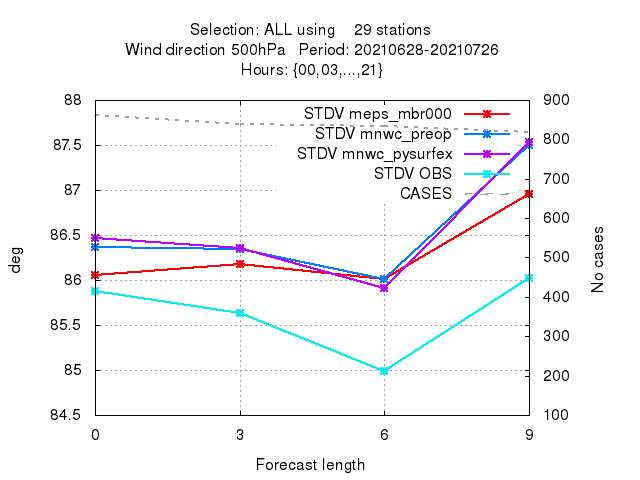 Selection: ALL using 29 stations
Wind direction 500hPa Period: 20210628-20210726
Hours: {00,03,...,21}
88
87.5
87
86.5
86
85.5
85
84.5
900
800
700
600
500
400
300
200
100
STDV meps_mbr000
STDV mnwc_preop
STDV mnwc_pysurfex
STDV OBS
CASES
deg
No cases
0 3 6 9
Forecast length